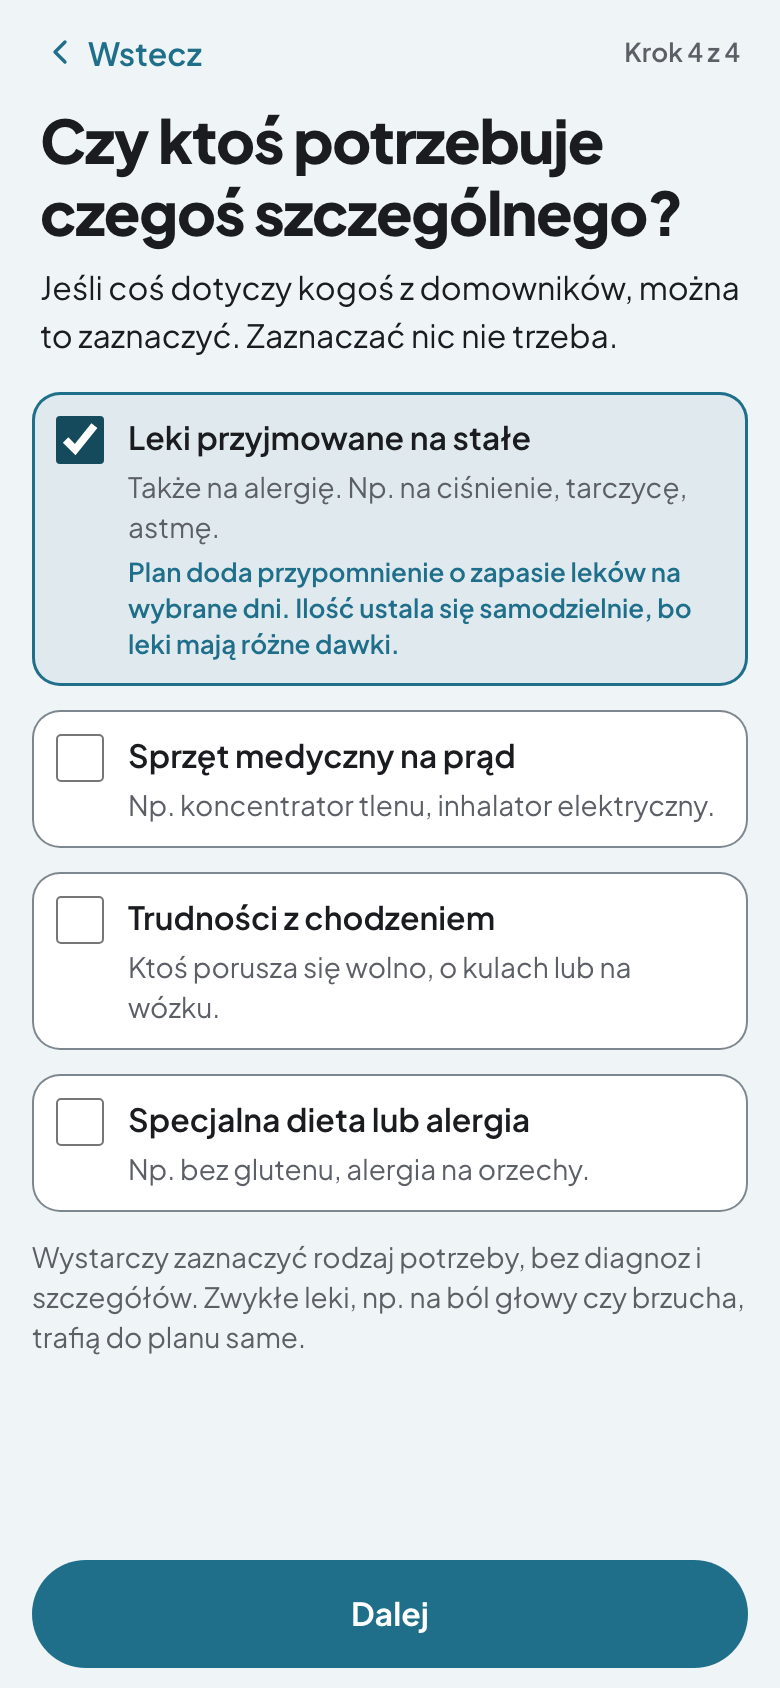 Wstecz
Krok 4 z 4
Czy ktoś potrzebuje
czegoś szczególnego?
Jeśli coś dotyczy kogoś z domowników, można
to zaznaczyć. Zaznaczać nic nie trzeba.
Leki przyjmowane na stałe
Także na alergię. Np. na ciśnienie, tarczycę,
astmę.
Plan doda przypomnienie o zapasie leków na
wybrane dni. Ilość ustala się samodzielnie, bo
leki mają różne dawki.
Sprzęt medyczny na prąd
Np. koncentrator tlenu, inhalator elektryczny.
Trudności z chodzeniem
Ktoś porusza się wolno, o kulach lub na
wózku.
Specjalna dieta lub alergia
Np. bez glutenu, alergia na orzechy.
Wystarczy zaznaczyć rodzaj potrzeby, bez diagnoz i
szczegółów. Zwykłe leki, np. na ból głowy czy brzucha,
trafią do planu same.
Dalej